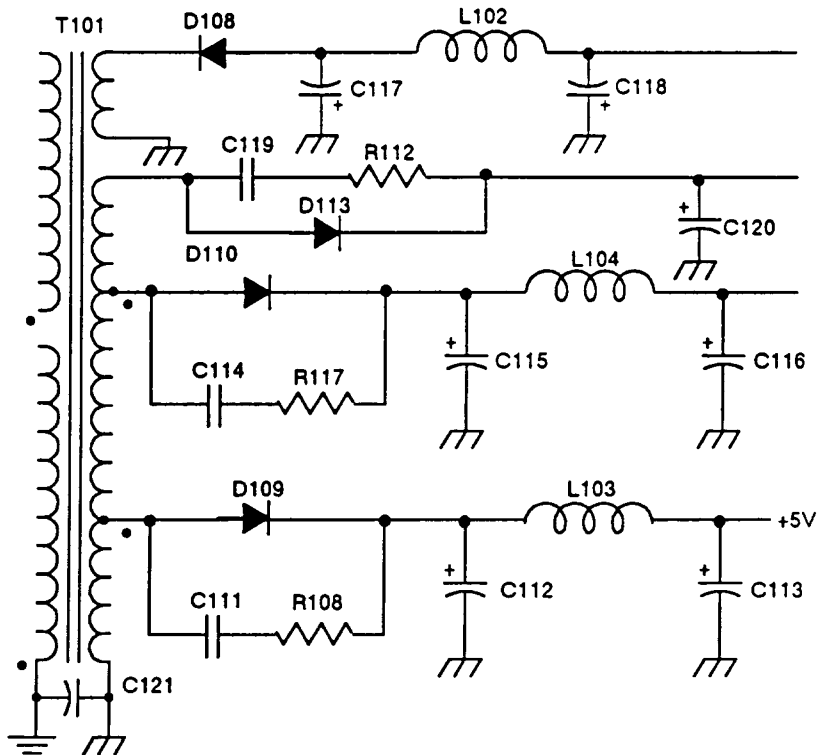 T101
D108
L102
C117
+
C118
+
C119
R112
D113
+
C120
D110
L104
+
C115
+
C116
C114
R117
D109
L103
+5V
+
C112
+
C113
C111
R108
C121